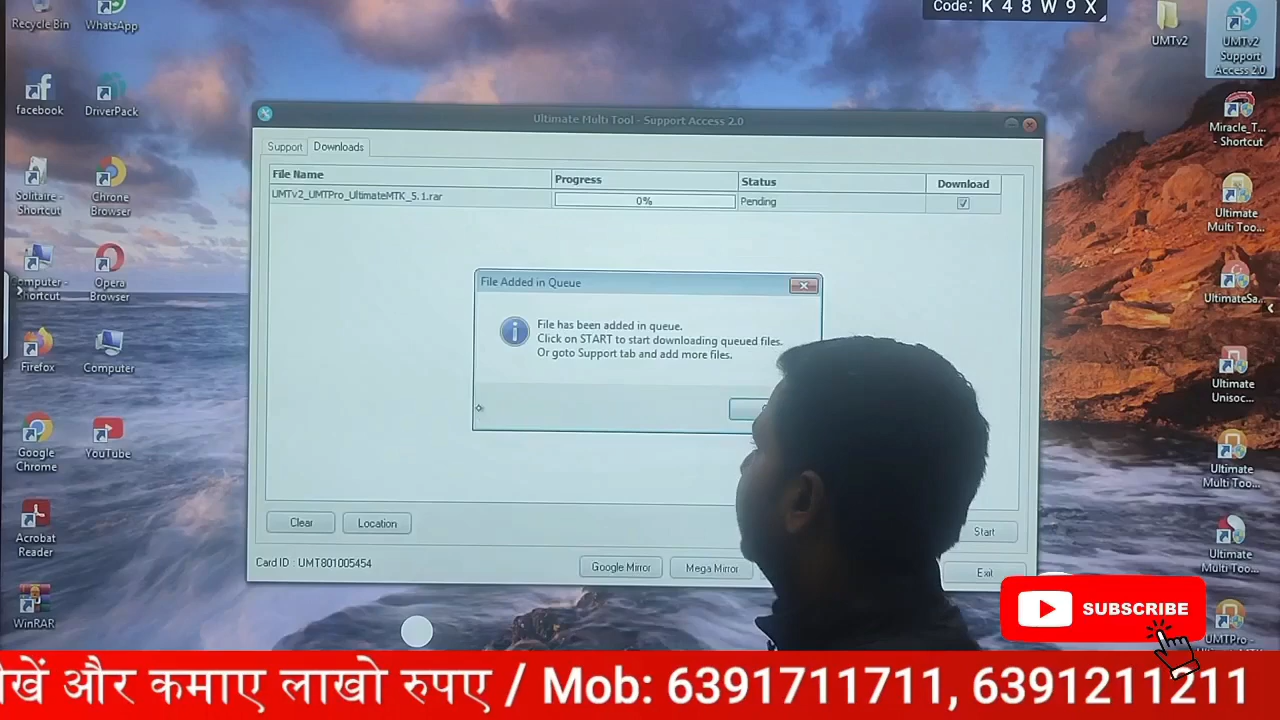 Code: K 4 8 W 9 X
Recycle Bin
WhatsApp
UMTv2
UMTv2
Support
Access 2.0
facebook
DriverPack
Ultimate Multi Tool - Support Access 2.0
Miracle_T...
- Shortcut
Support
Downloads
File Name
Progress
Status
Download
UMTv2_UMTPro_UltimateMTK_5.1.rar
0%
Pending
Solitaire -
Shortcut
Chrome
Browser
Ultimate
Multi Too...
Computer -
Shortcut
Opera
Browser
File Added in Queue
UltimateSa...
File has been added in queue.
Click on START to start downloading queued files.
Or goto Support tab and add more files.
Firefox
Computer
Ultimate
Unisoc...
Google
Chrome
YouTube
Ultimate
Multi Too...
Clear
Location
Start
Acrobat
Reader
Ultimate
Multi Too...
Card ID : UMT801005454
Google Mirror
Mega Mirror
Exit
WinRAR
SUBSCRIBE
UMTPro -
और कमाए लाखो रुपए / Mob: 6391711711, 6391211211